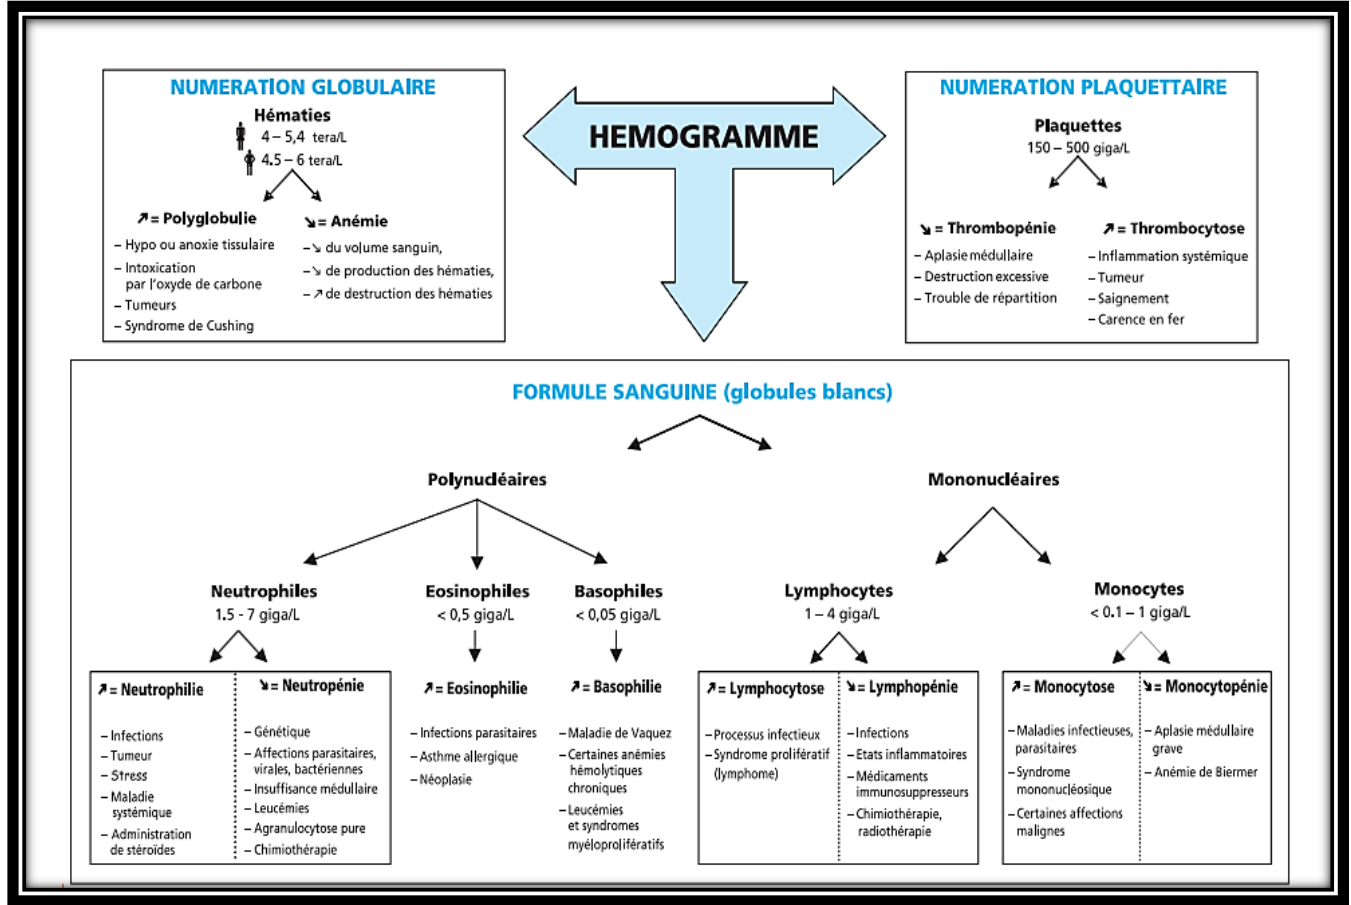 NUMERATION GLOBULAIRE
Hématies
4 – 5,4 tera/L
4.5 – 6 tera/L
↗ = Polyglobulie
– Hypo ou anoxie tissulaire
– Intoxication
par l'oxyde de carbone
– Tumeurs
– Syndrome de Cushing
↘ = Anémie
– ↘ du volume sanguin,
– ↘ de production des hématies,
– ↗ de destruction des hématies
HEMOGRAMME
NUMERATION PLAQUETTAIRE
Plaquettes
150 – 500 giga/L
↘ = Thrombopénie
– Aplasie médullaire
– Destruction excessive
– Trouble de répartition
↗ = Thrombocytose
– Inflammation systémique
– Tumeur
– Saignement
– Carence en fer
FORMULE SANGUINE (globules blancs)
Polynucléaires
Mononucléaires
Neutrophiles
1.5 - 7 giga/L
Eosinophiles
< 0,5 giga/L
Basophiles
< 0,05 giga/L
Lymphocytes
1 – 4 giga/L
Monocytes
< 0.1 – 1 giga/L
↗ = Neutrophilie
– Infections
– Tumeur
– Stress
– Maladie
systémique
– Administration
de stéroïdes
↘ = Neutropénie
– Génétique
– Affections parasitaires,
virales, bactériennes
– Insuffisance médullaire
– Leucémies
– Agranulocytose pure
– Chimiothérapie
↗ = Eosinophilie
– Infections parasitaires
– Asthme allergique
– Néoplasie
↗ = Basophilie
– Maladie de Vaquez
– Certaines anémies
hémolytiques
chroniques
– Leucémies
et syndromes
myéloprolifératifs
↗ = Lymphocytose
– Processus infectieux
– Syndrome prolifératif
(lymphome)
↘ = Lymphopénie
– Infections
– Etats inflammatoires
– Médicaments
immunosuppresseurs
– Chimiothérapie,
radiothérapie
↗ = Monocytose
– Maladies infectieuses,
parasitaires
– Syndrome
mononucléosique
– Certaines affections
malignes
↘ = Monocytopénie
– Aplasie médullaire
grave
– Anémie de Biermer